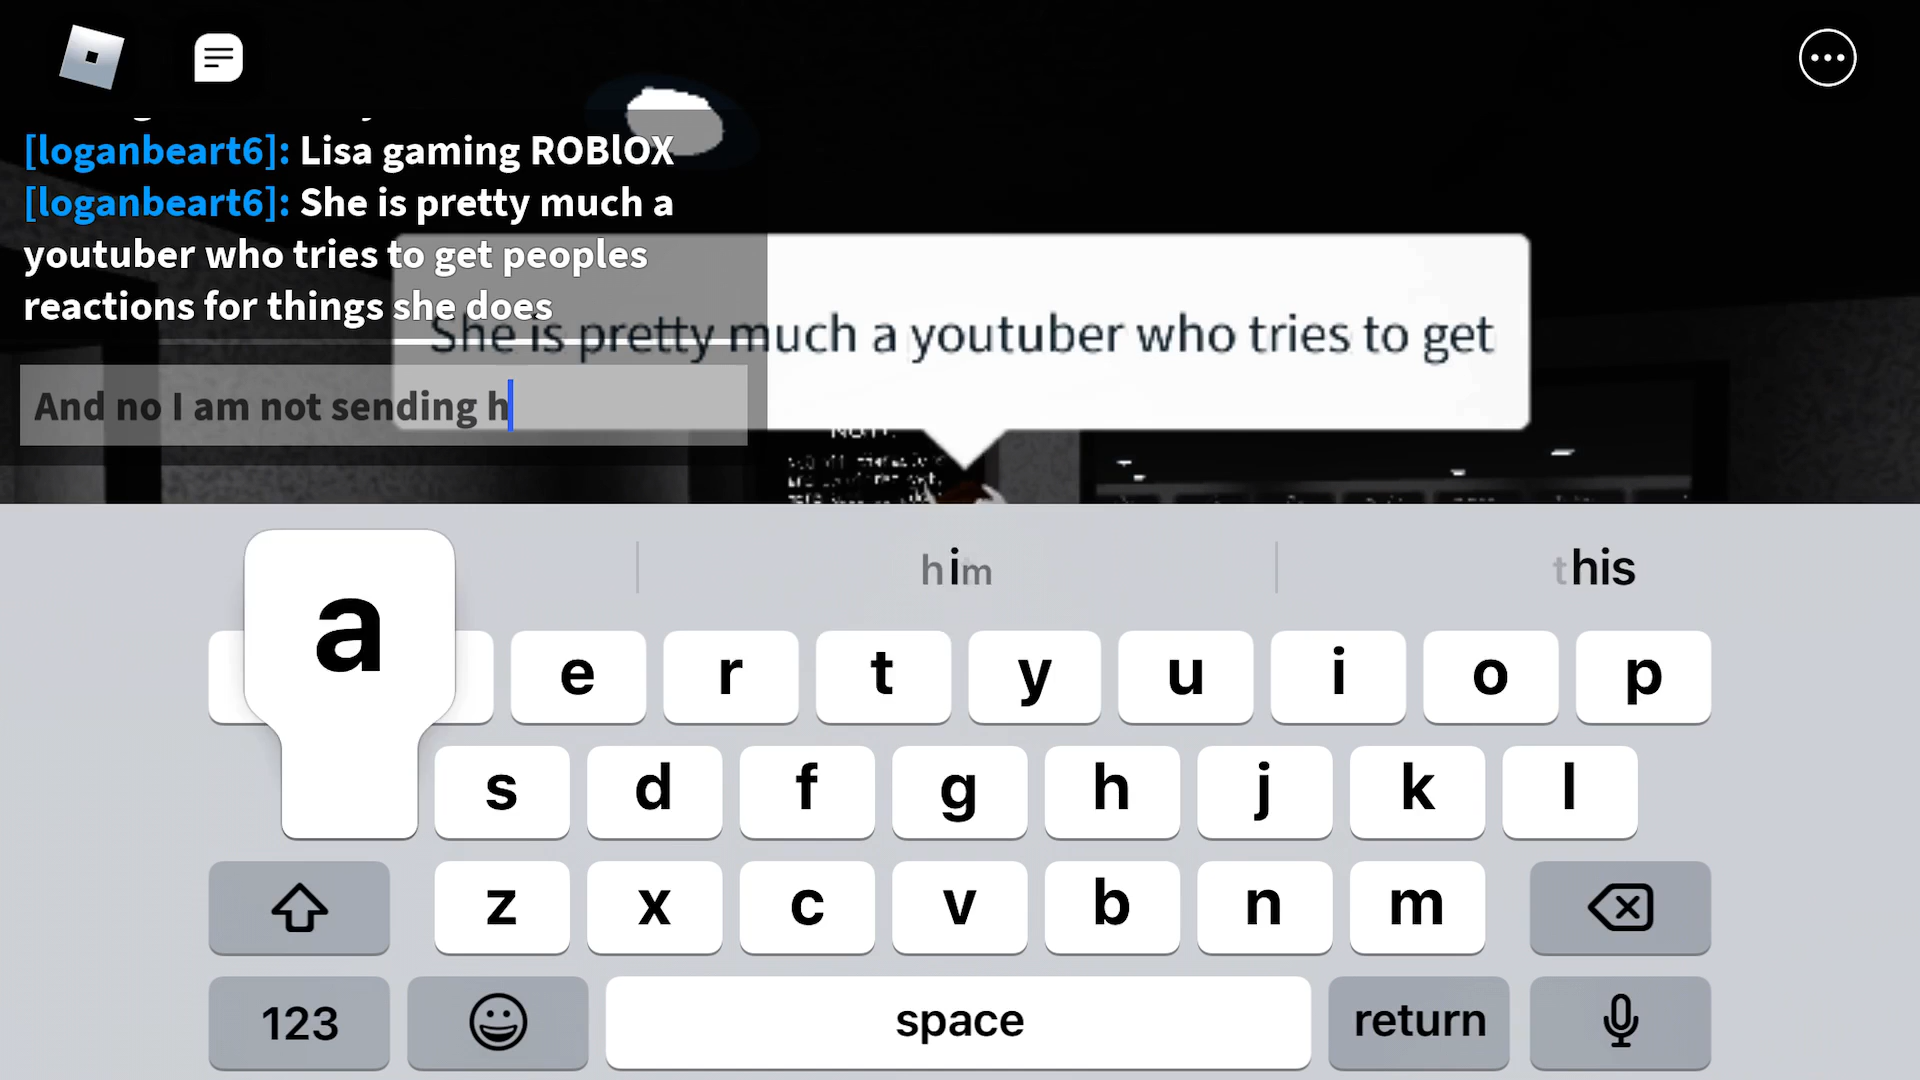 [loganbeart6]: Lisa gaming ROBlOX
[loganbeart6]: She is pretty much a
youtuber who tries to get peoples
reactions for things she does
She is pretty much a youtuber who tries to get
And no I am not sending h
a
him
this
e r t y u i o p
s d f g h j k l
z x c v b n m
123 space return